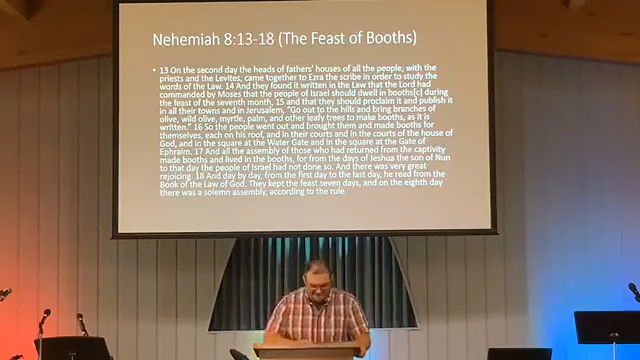 Nehemiah 8:13-18 (The Feast of Booths)
• 13 On the second day the heads of fathers' houses of all the people, with the
priests and the Levites, came together to Ezra the scribe in order to study the
words of the Law. 14 And they found it written in the Law that the Lord had
commanded by Moses that the people of Israel should dwell in booths[c] during
the feast of the seventh month, 15 and that they should proclaim it and publish it
in all their towns and in Jerusalem, "Go out to the hills and bring branches of
olive, wild olive, myrtle, palm, and other leafy trees to make booths, as it is
written." 16 So the people went out and brought them and made booths for
themselves, each on his roof, and in their courts and in the courts of the house of
God, and in the square at the Water Gate and in the square at the Gate of
Ephraim. 17 And all the assembly of those who had returned from the captivity
made booths and lived in the booths, for from the days of Jeshua the son of Nun
to that day the people of Israel had not done so. And there was very great
rejoicing. 18 And day by day, from the first day to the last day, he read from the
Book of the Law of God. They kept the feast seven days, and on the eighth day
there was a solemn assembly, according to the rule.